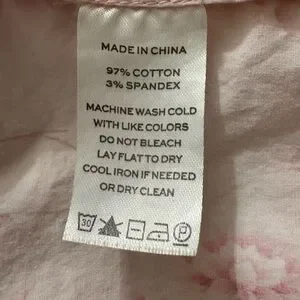 MADE IN CHINA
97% COTTON
3% SPANDEX
MACHINE WASH COLD
WITH LIKE COLORS
DO NOT BLEACH
LAY FLAT TO DRY
COOL IRON IF NEEDED
OR DRY CLEAN
30 P